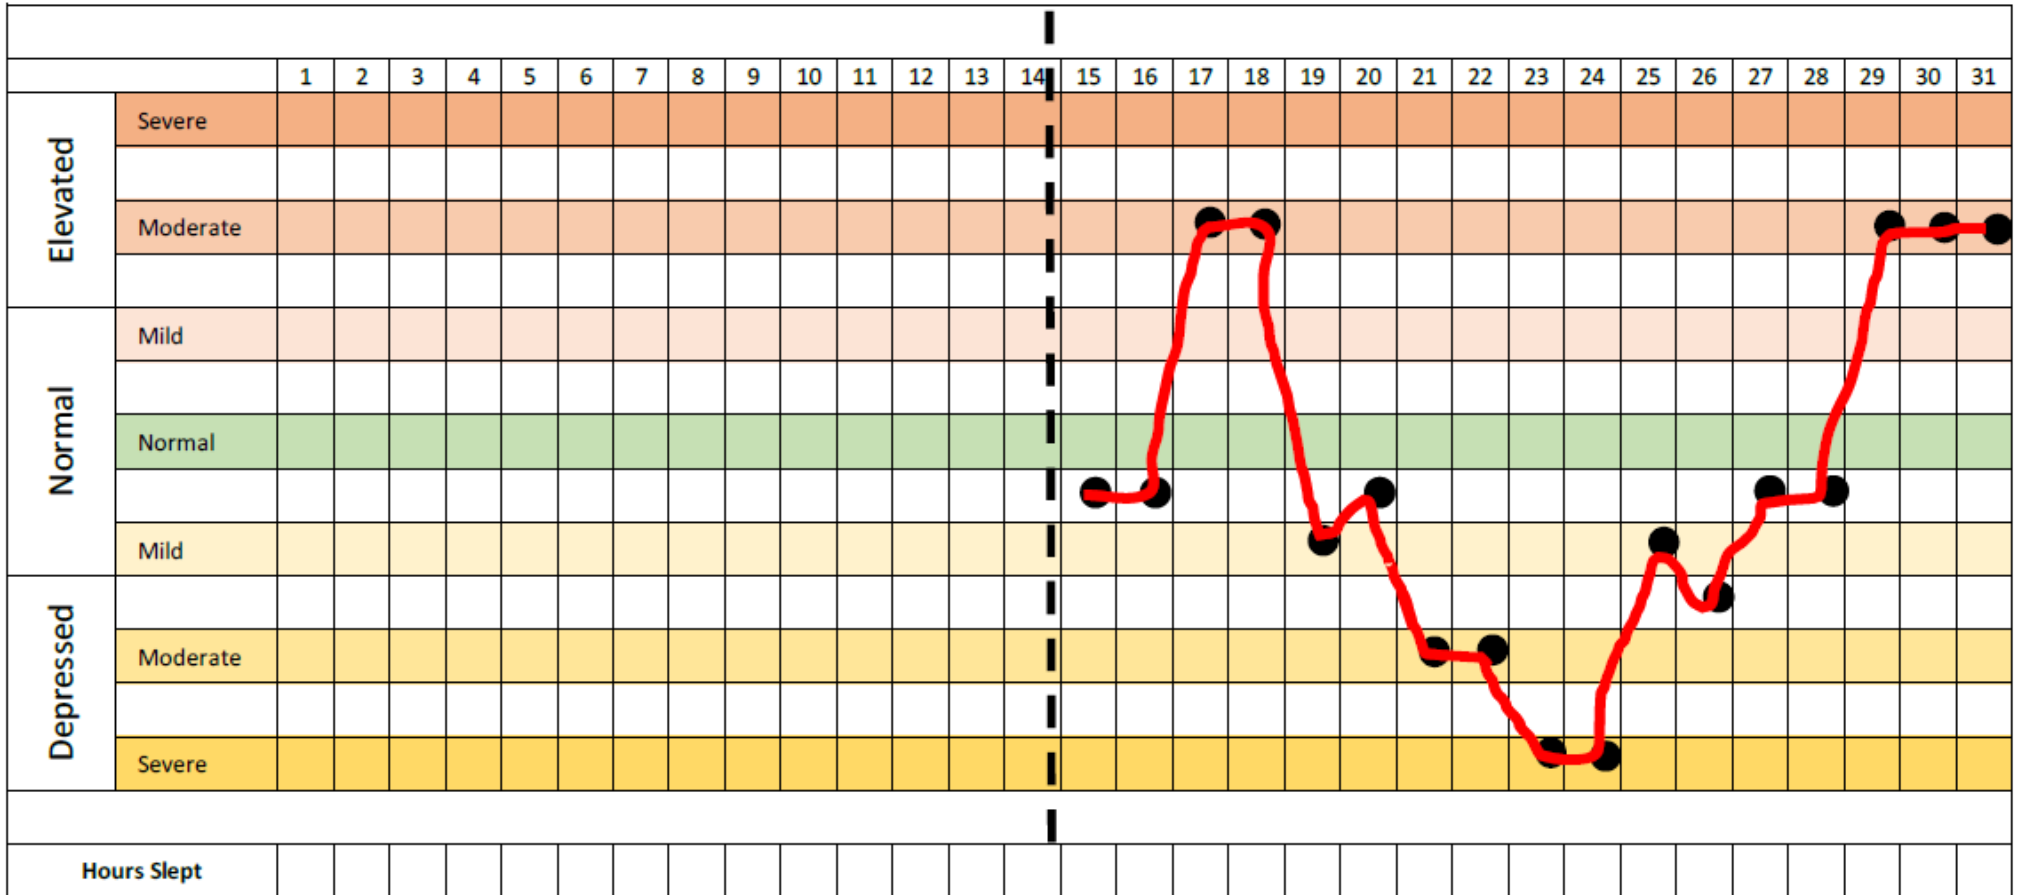 1 2 3 4 5 6 7 8 9 10 11 12 13 14 15 16 17 18 19 20 21 22 23 24 25 26 27 28 29 30 31
Elevated
Severe
Moderate
Normal
Mild
Normal
Mild
Depressed
Moderate
Severe
Hours Slept